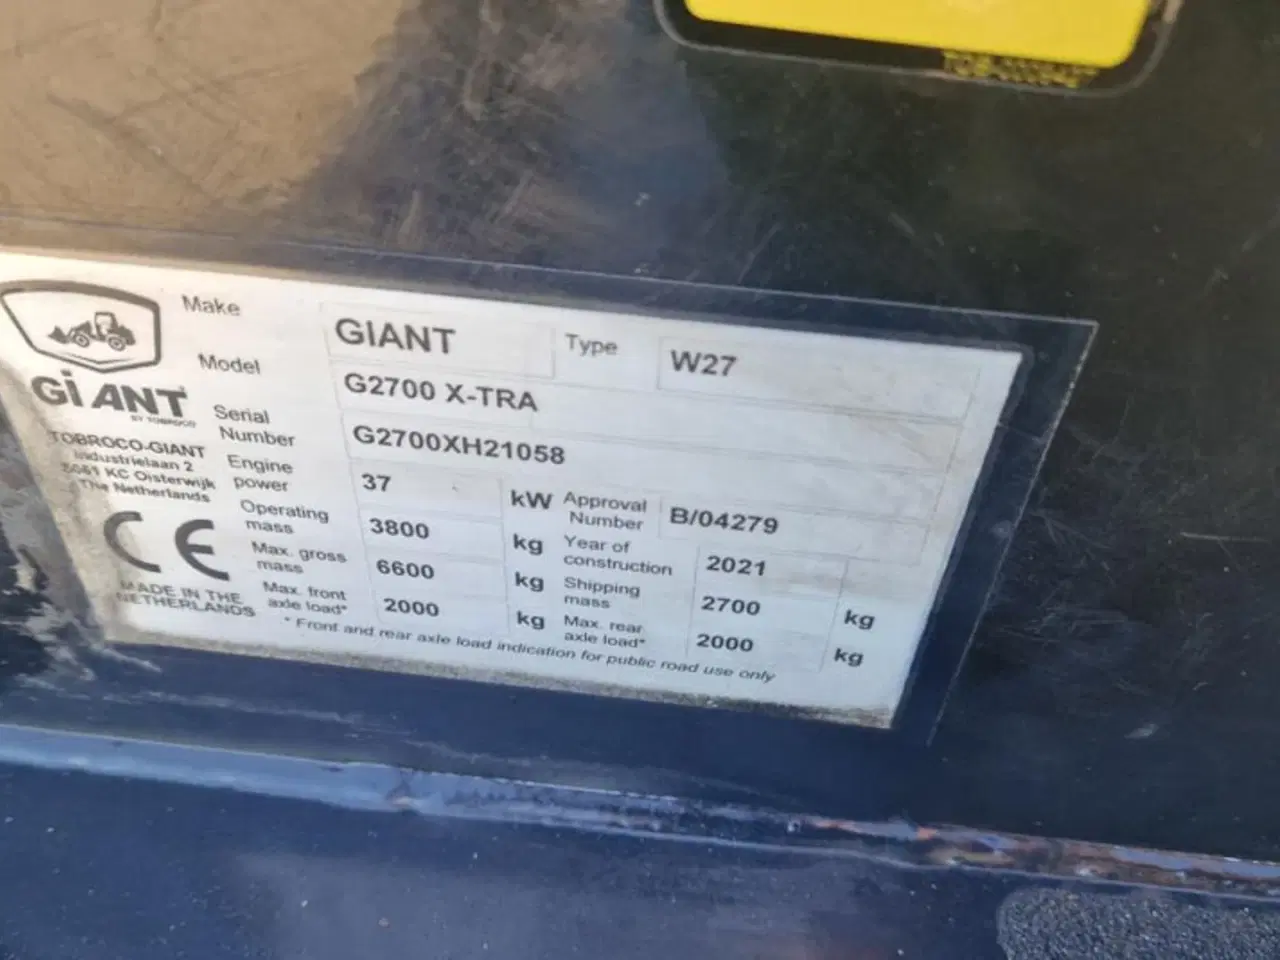 Make GIANT Type W27
Model G2700 X-TRA
Serial Number G2700XH21058
Engine power 37 kW Approval Number B/04279
Operating mass 3800 kg Year of construction 2021
Max. gross mass 6600 kg Shipping mass 2700 kg
Max. front axle load* 2000 kg Max. rear axle load* 2000 kg
* Front and rear axle load indication for public road use only
GiANT
BY TOBROCO
TOBROCO-GIANT
Industrielaan 2
5061 KC Oisterwijk
The Netherlands
CE
MADE IN THE
NETHERLANDS